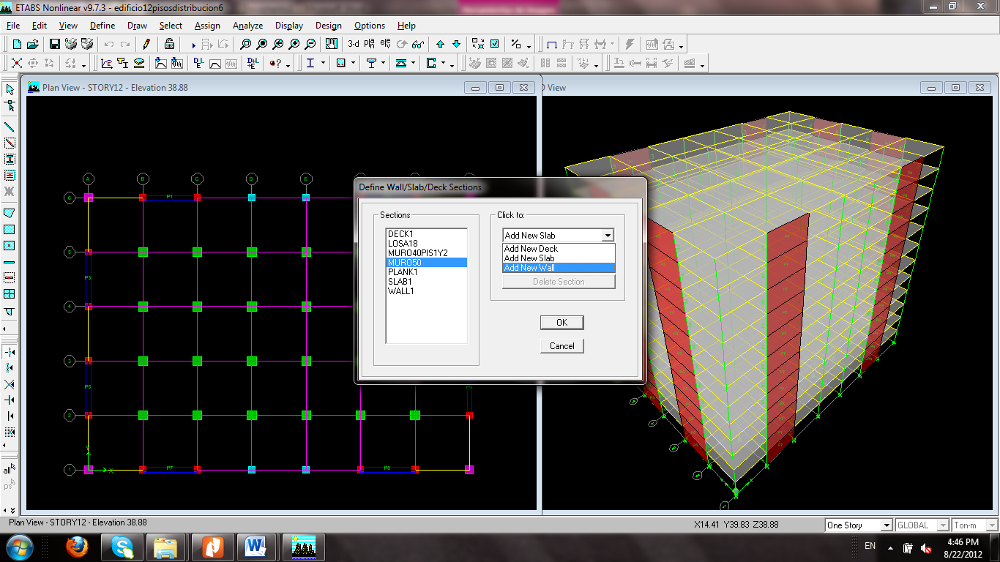 ETABS Nonlinear v9.7.3 - edificio12pisosdistribucion6
File Edit View Define Draw Select Assign Analyze Display Design Options Help
3-d
Plan View - STORY12 - Elevation 38.88
D View
A B C D E
6
5
4
3
2
1
P1
P3
P5
P7
P8
X
Define Wall/Slab/Deck Sections
Sections
DECK1
LOSA18
MURO40PIS1Y2
MURO50
PLANK1
SLAB1
WALL1
Click to:
Add New Slab
Add New Deck
Add New Slab
Add New Wall
Delete Section
OK
Cancel
all
ps
Plan View - STORY12 - Elevation 38.88
X14.41 Y39.83 Z38.88
One Story
GLOBAL
Ton-m
EN
4:46 PM
8/22/2012